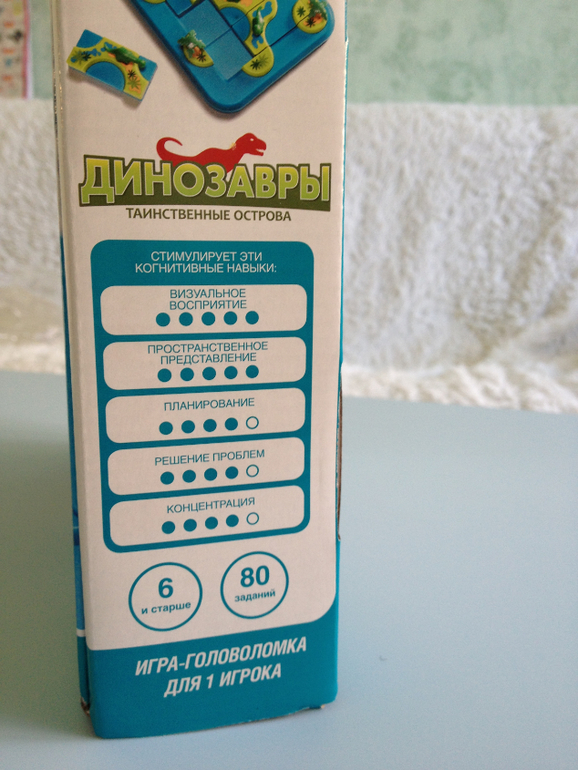 ДИНОЗАВРЫ
ТАИНСТВЕННЫЕ ОСТРОВА
СТИМУЛИРУЕТ ЭТИ
КОГНИТИВНЫЕ НАВЫКИ:
ВИЗУАЛЬНОЕ
ВОСПРИЯТИЕ
ПРОСТРАНСТВЕННОЕ
ПРЕДСТАВЛЕНИЕ
ПЛАНИРОВАНИЕ
РЕШЕНИЕ ПРОБЛЕМ
КОНЦЕНТРАЦИЯ
6
и старше
80
заданий
ИГРА-ГОЛОВОЛОМКА
ДЛЯ 1 ИГРОКА